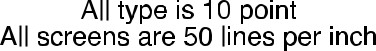 All type is 10 point
All screens are 50 lines per inch